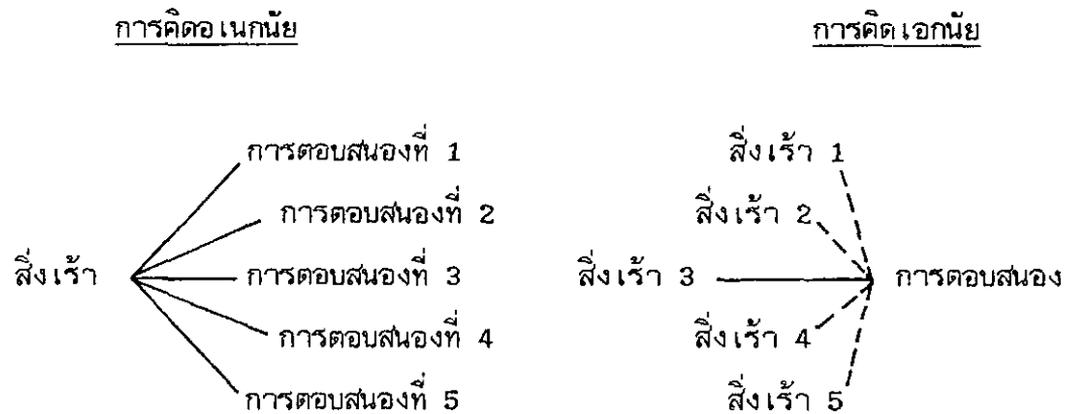 การคิดอเนกนัย
การคิดเอกนัย
การตอบสนองที่ 1
การตอบสนองที่ 2
สิ่งเร้า
การตอบสนองที่ 3
การตอบสนองที่ 4
การตอบสนองที่ 5
สิ่งเร้า 1
สิ่งเร้า 2
สิ่งเร้า 3
การตอบสนอง
สิ่งเร้า 4
สิ่งเร้า 5